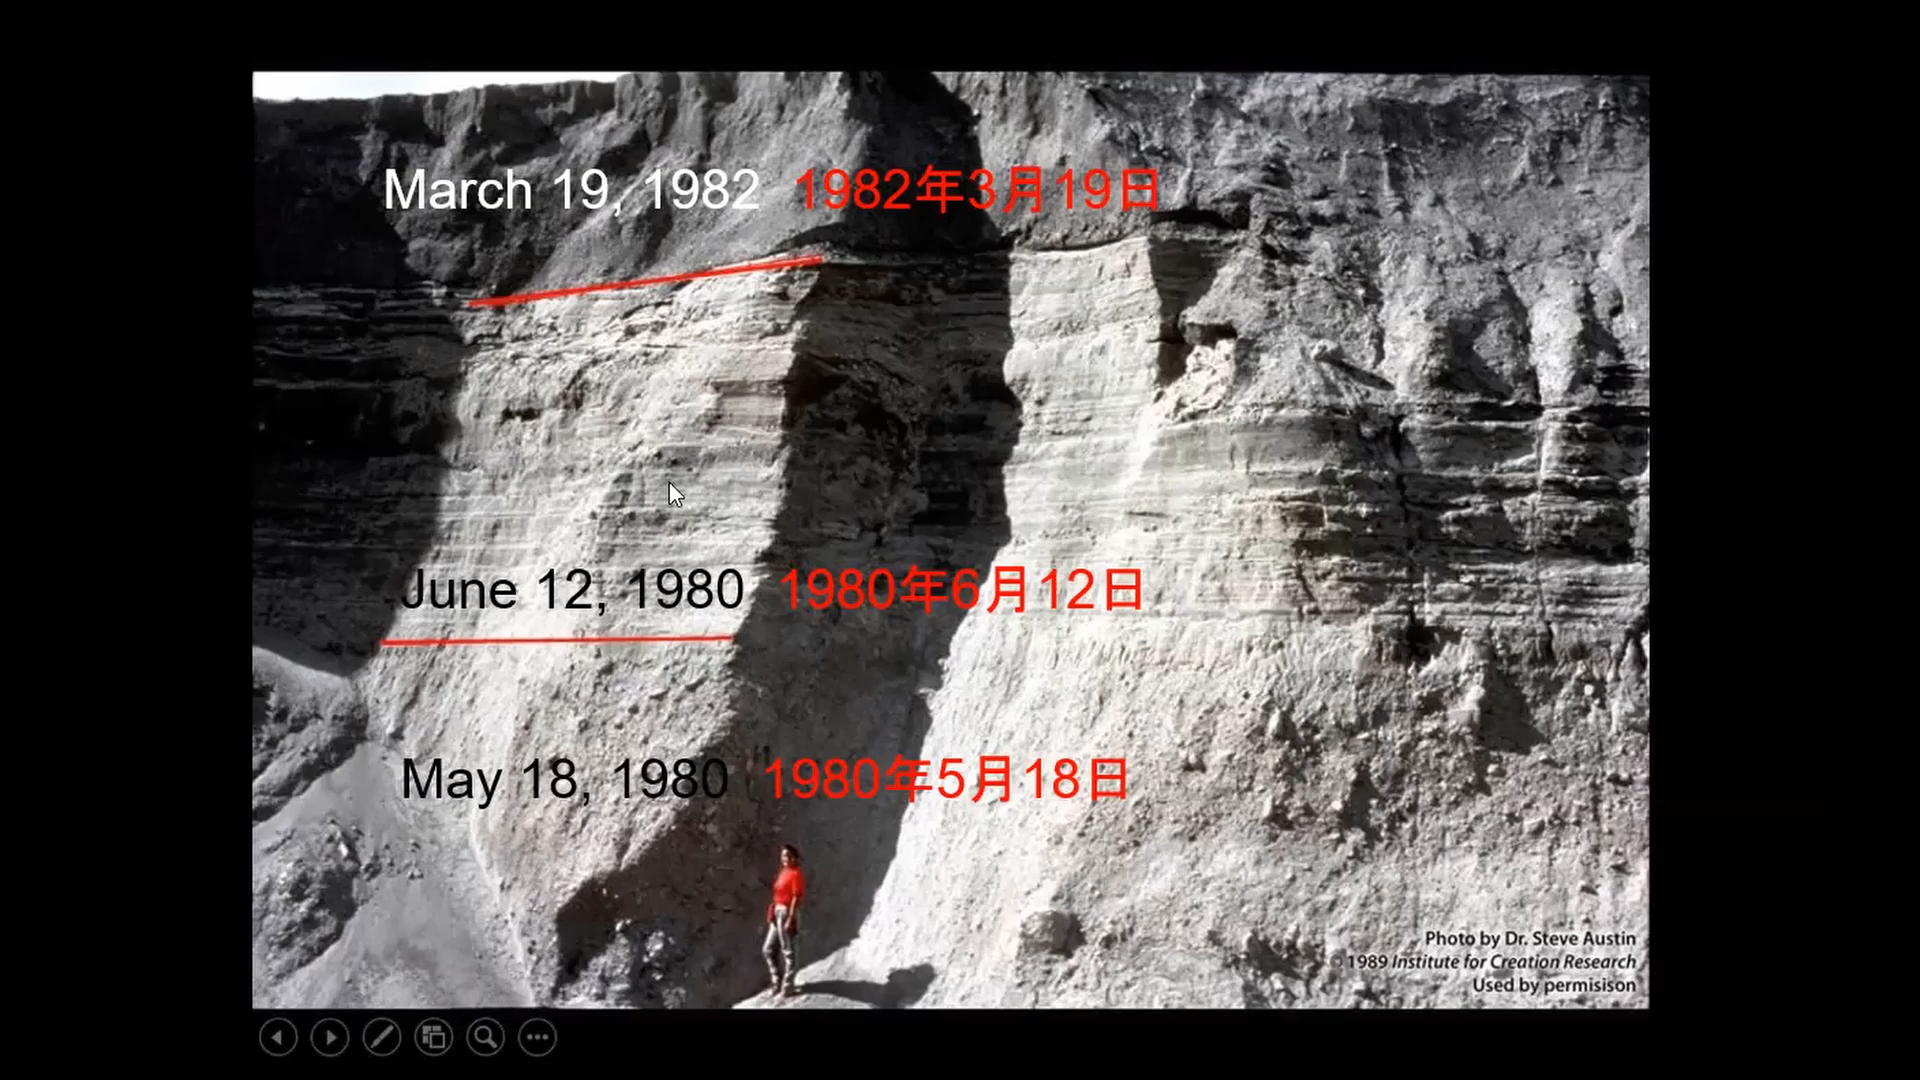 March 19, 1982 1982年3月19日
June 12, 1980 1980年6月12日
May 18, 1980 1980年5月18日
Photo by Dr. Steve Austin
©1989 Institute for Creation Research
Used by permisison